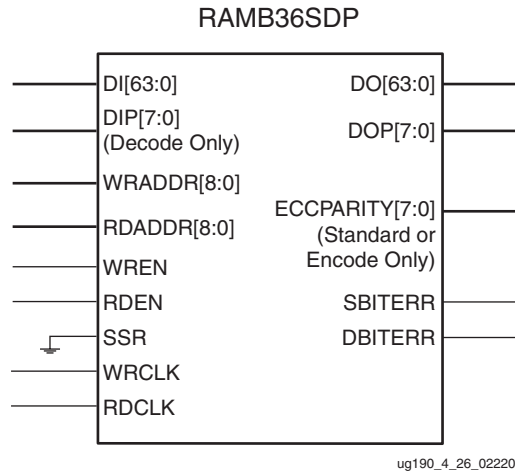 RAMB36SDP
DI[63:0]
DIP[7:0]
(Decode Only)
WRADDR[8:0]
RDADDR[8:0]
WREN
RDEN
SSR
WRCLK
RDCLK
DO[63:0]
DOP[7:0]
ECCPARITY[7:0]
(Standard or
Encode Only)
SBITERR
DBITERR
ug190_4_26_02220